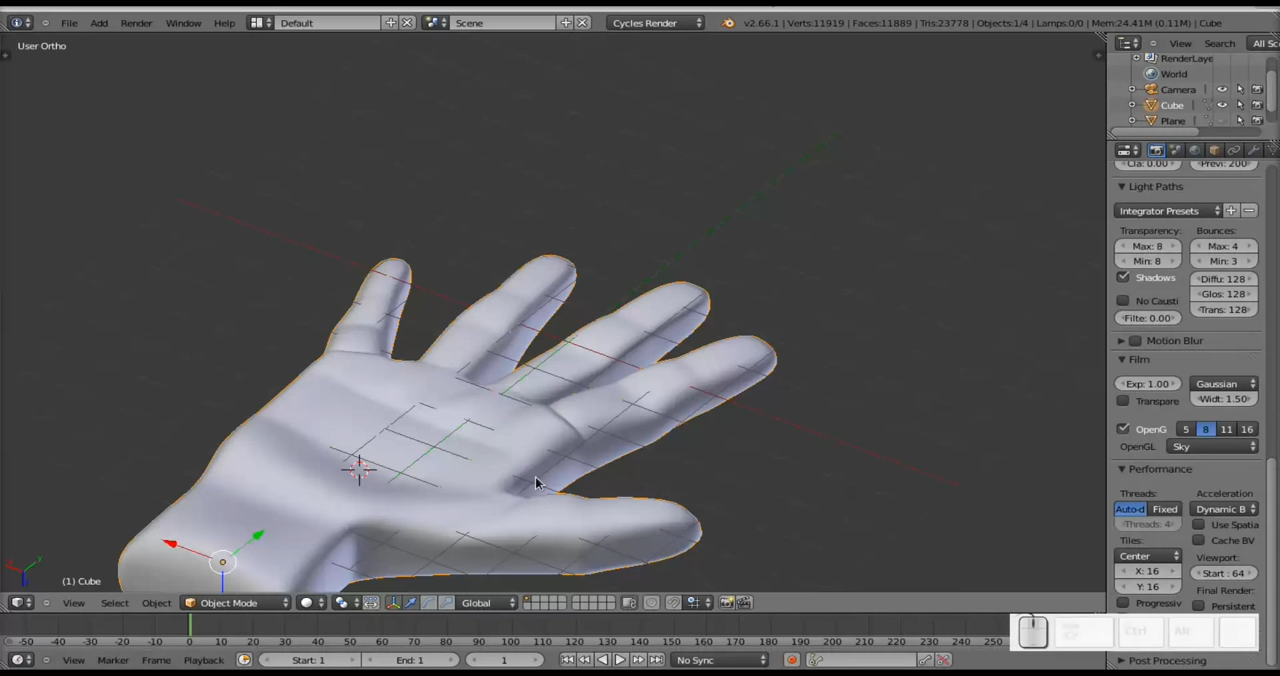 File Add Render Window Help Default Scene Cycles Render v2.66.1 | Verts:11919 | Faces:11889 | Tris:23778 | Objects:1/4 | Lamps:0/0 | Mem:24.41M (0.11M) | Cube
User Ortho
View Search All Sc
RenderLaye
World
Camera
Cube
Plane
Cla: 0.00 Previ: 200
Light Paths
Integrator Presets
Transparency: Bounces:
Max: 8 Max: 4
Min: 8 Min: 3
Shadows Diffu: 128
No Causti Glos: 128
Filte: 0.00 Trans: 128
Motion Blur
Film
Exp: 1.00 Gaussian
Transpare Widt: 1.50
OpenG 5 8 11 16
OpenGL Sky
Performance
Threads: Acceleration
Auto-d Fixed Dynamic B
Threads: 4 Use Spatia
Tiles: Cache BV
Center Viewport:
X: 16 Start: 64
Y: 16 Final Render:
Progressiv Persistent
(1) Cube
View Select Object Object Mode Global
Ctrl Alt
-50 -40 -30 -20 -10 0 10 20 30 40 50 60 70 80 90 100 110 120 130 140 150 160 170 180 190 200 210 220 230 240 250
View Marker Frame Playback Start: 1 End: 1 1 No Sync
Post Processing